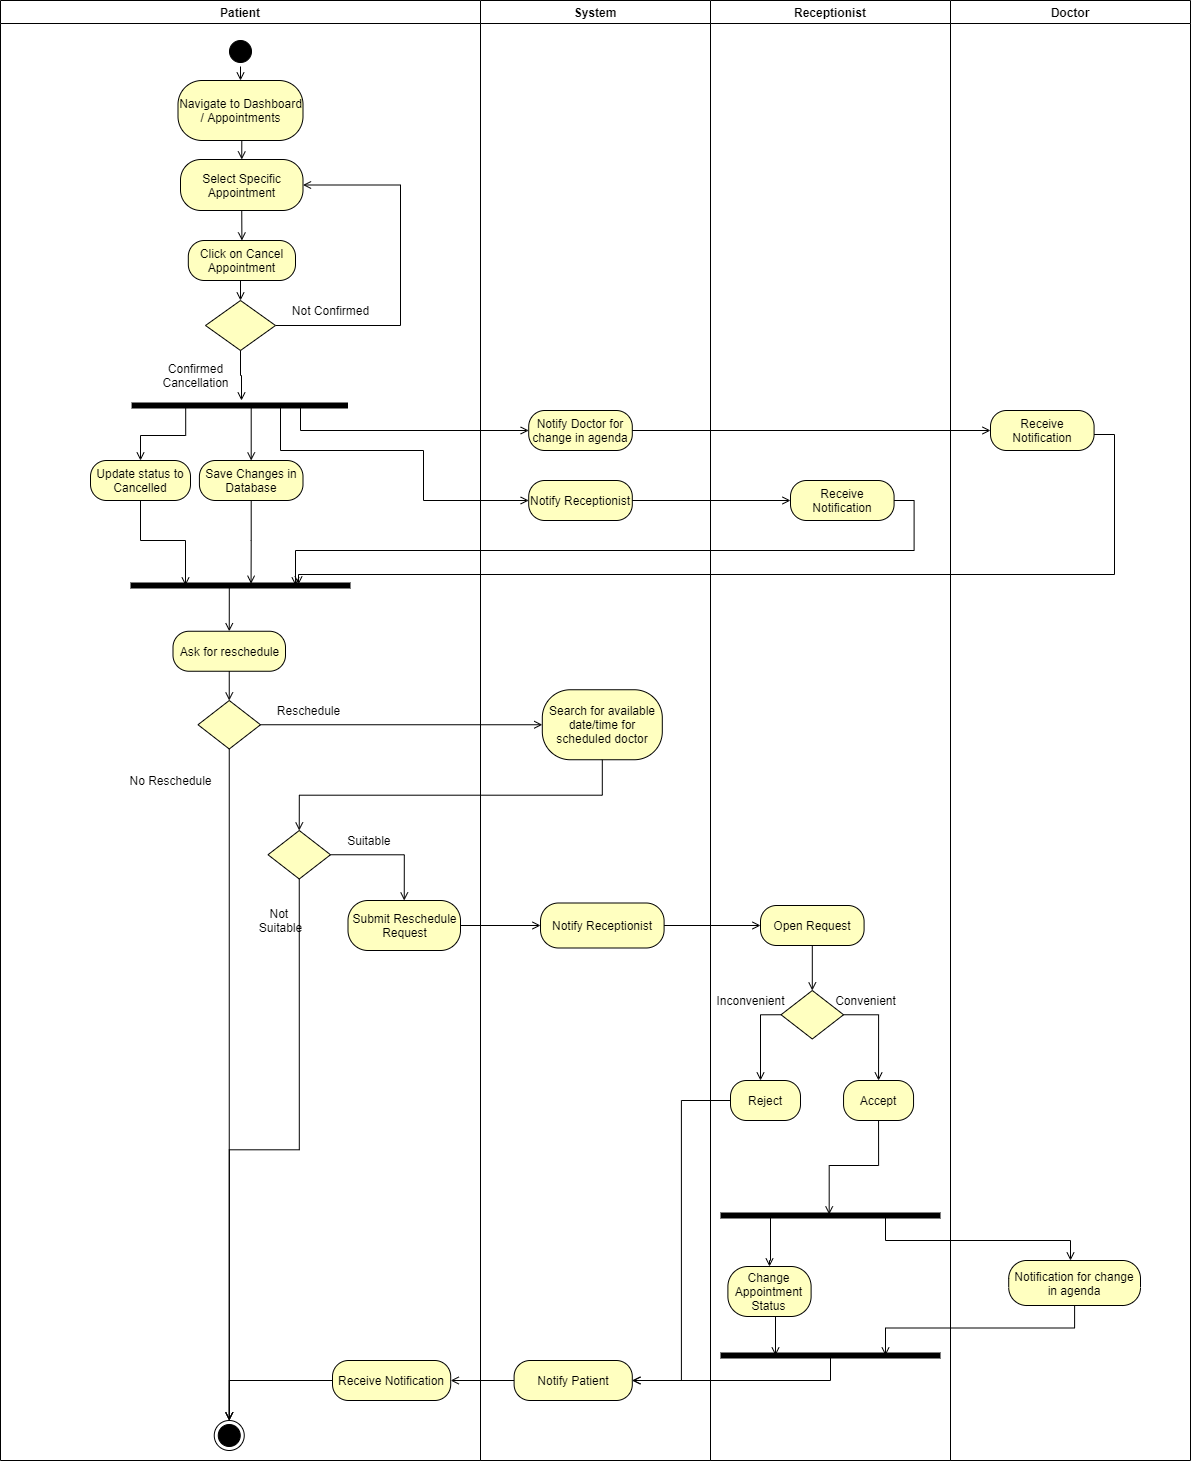 Patient
System
Receptionist
Doctor
Navigate to Dashboard
/ Appointments
Select Specific
Appointment
Click on Cancel
Appointment
Not Confirmed
Confirmed
Cancellation
Notify Doctor for
change in agenda
Receive
Notification
Update status to
Cancelled
Save Changes in
Database
Notify Receptionist
Receive
Notification
Ask for reschedule
Reschedule
Search for available
date/time for
scheduled doctor
No Reschedule
Suitable
Not
Suitable
Submit Reschedule
Request
Notify Receptionist
Open Request
Inconvenient
Convenient
Reject
Accept
Change
Appointment
Status
Notification for change
in agenda
Receive Notification
Notify Patient